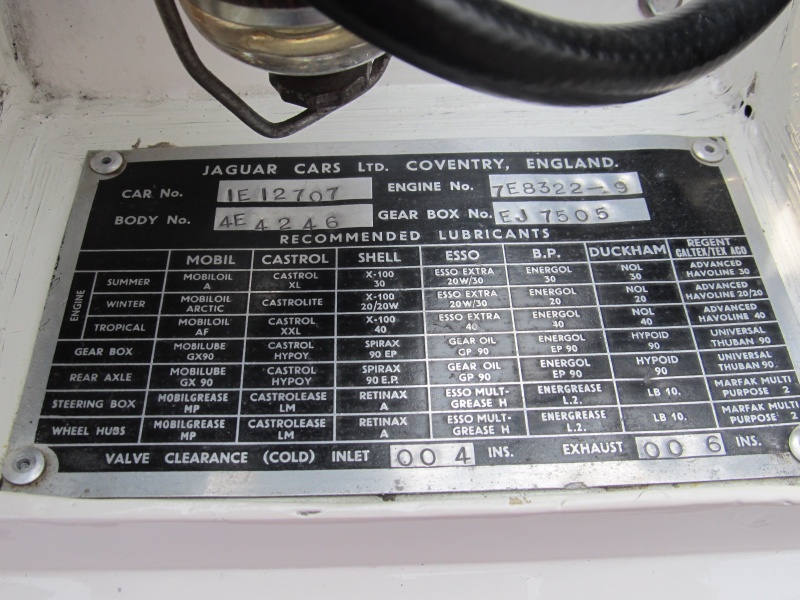 JAGUAR CARS LTD. COVENTRY, ENGLAND.
CAR No. 1E12707 ENGINE No. 7E8322-9
BODY No. 4E 4246 GEAR BOX No. EJ 7505
RECOMMENDED LUBRICANTS
MOBIL CASTROL SHELL ESSO B.P. DUCKHAM REGENT CALTEX/TEX ACO
ENGINE
SUMMER MOBILOIL A CASTROL XL X-100 30 ESSO EXTRA 20W/30 ENERGOL 30 NOL 30 ADVANCED HAVOLINE 30
WINTER MOBILOIL ARCTIC CASTROLITE X-100 20/20W ESSO EXTRA 20W/30 ENERGOL 20 NOL 20 ADVANCED HAVOLINE 20/20
TROPICAL MOBILOIL AF CASTROL XXL X-100 40 ESSO EXTRA 40 ENERGOL 40 NOL 40 ADVANCED HAVOLINE 40
GEAR BOX MOBILUBE GX90 CASTROL HYPOY SPIRAX 90 EP GEAR OIL GP 90 ENERGOL EP 90 HYPOID 90 UNIVERSAL THUBAN 90
REAR AXLE MOBILUBE GX 90 CASTROL HYPOY SPIRAX 90 E.P. GEAR OIL GP 90 ENERGOL EP 90 HYPOID 90 UNIVERSAL THUBAN 90
STEERING BOX MOBILGREASE MP CASTROLEASE LM RETINAX A ESSO MULT-GREASE H ENERGREASE L.2. LB 10. MARFAK MULTI PURPOSE 2
WHEEL HUBS MOBILGREASE MP CASTROLEASE LM RETINAX A ESSO MULT-GREASE H ENERGREASE L.2. LB 10. MARFAK MULTI PURPOSE 2
VALVE CLEARANCE (COLD) INLET 004 INS. EXHAUST 006 INS.